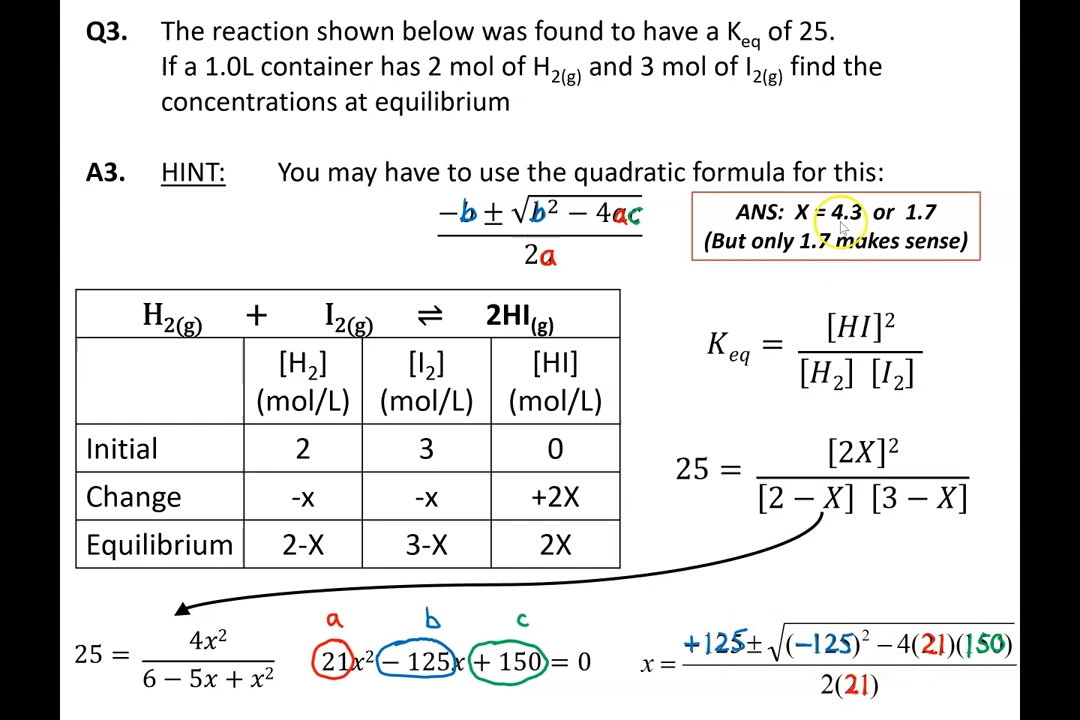 Q3. The reaction shown below was found to have a Keq of 25.
If a 1.0L container has 2 mol of H2(g) and 3 mol of I2(g) find the
concentrations at equilibrium
A3. HINT: You may have to use the quadratic formula for this:
−b ± √b² − 4ac
2a
ANS: X = 4.3 or 1.7
(But only 1.7 makes sense)
H2(g) + I2(g) ⇌ 2HI(g)
[H2] (mol/L) [I2] (mol/L) [HI] (mol/L)
Initial 2 3 0
Change -x -x +2X
Equilibrium 2-X 3-X 2X
Keq = [HI]² / [H2] [I2]
25 = [2X]² / [2 − X] [3 − X]
25 = 4x² / 6 − 5x + x²
a b c
21x² − 125x + 150 = 0
x = +125 ± √(−125)² − 4(21)(150) / 2(21)